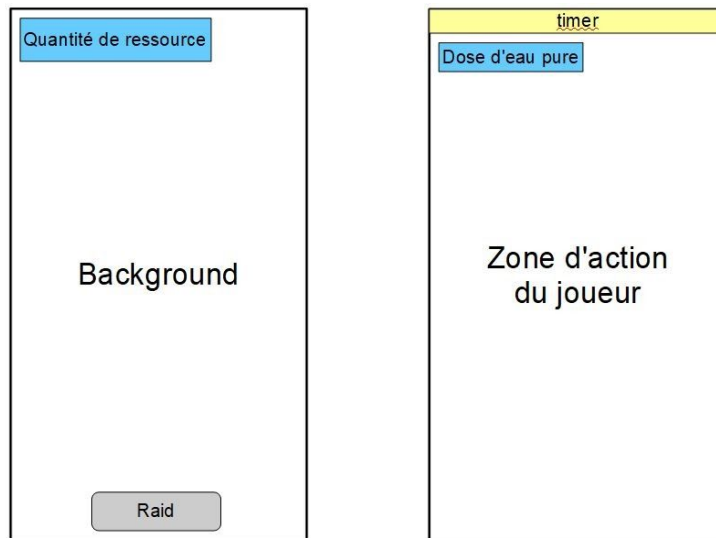 Quantité de ressource
Background
Raid
timer
Dose d'eau pure
Zone d'action
du joueur